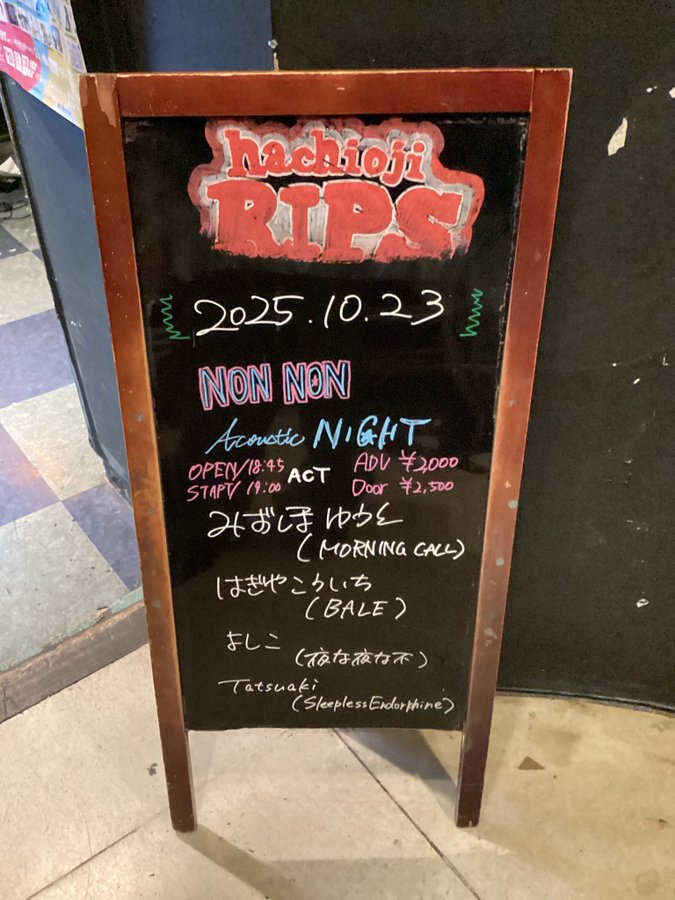 hachioji
RIPS
2025.10.23
NON NON
Acoustic NIGHT
OPEN/18:45
START/19:00
ACT
ADV ¥2,000
Door ¥2,500
みずしま ゆうと
(MORNING CALL)
はぎやこういち
(BALE)
よしこ
(夜な夜な不)
Tatsuaki
(Sleepless Endorphine)